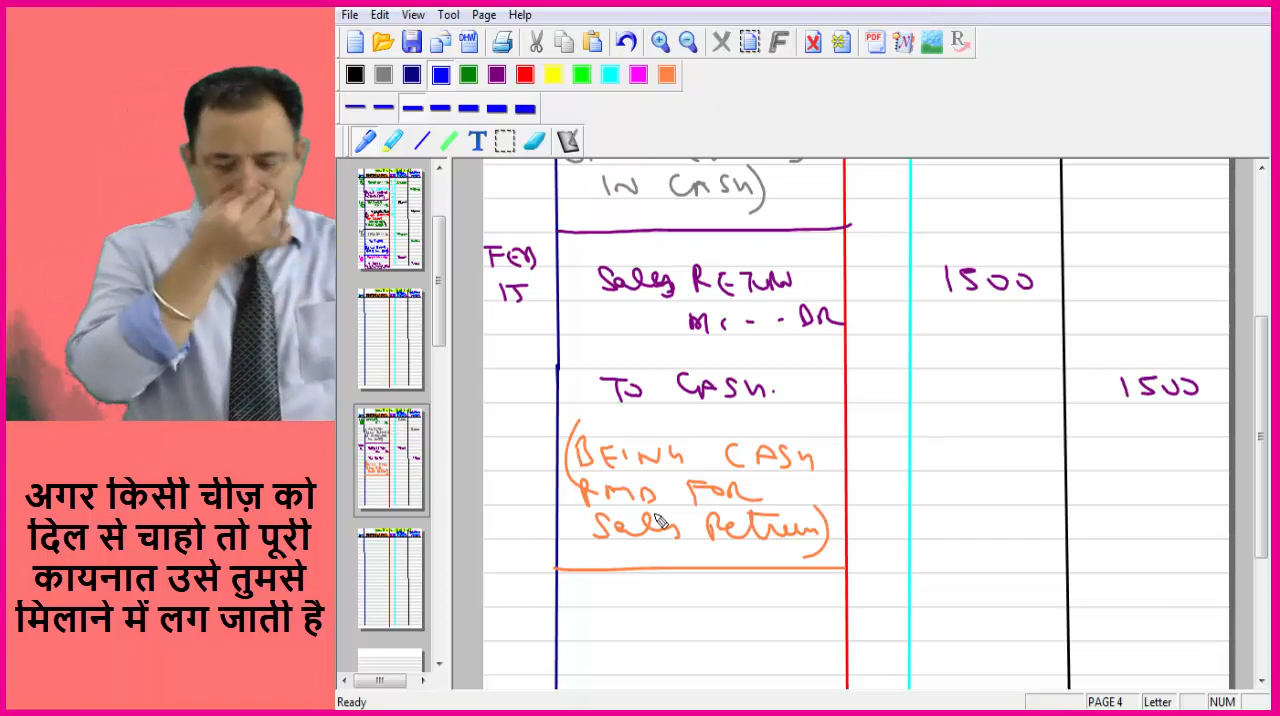 File Edit View Tool Page Help
PDF
IN CASH)
FEB
15
Sales RETURN
1500
A/c - - DR
TO CASH.
1500
(BEING CASH
FOR
Sales Return)
अगर किसी चीज़ को
दिल से चाहो तो पूरी
कायनात उसे तुमसे
मिलाने में लग जाती है
Ready
PAGE 4
Letter
NUM